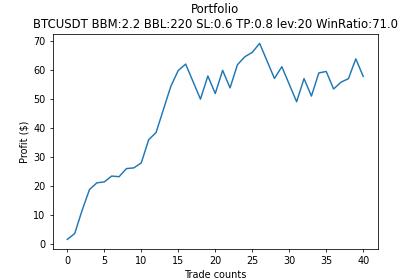 Portfolio
BTCUSDT BBM:2.2 BBL:220 SL:0.6 TP:0.8 lev:20 WinRatio:71.0
70
60
50
40
30
20
10
0
Profit ($)
0 5 10 15 20 25 30 35 40
Trade counts